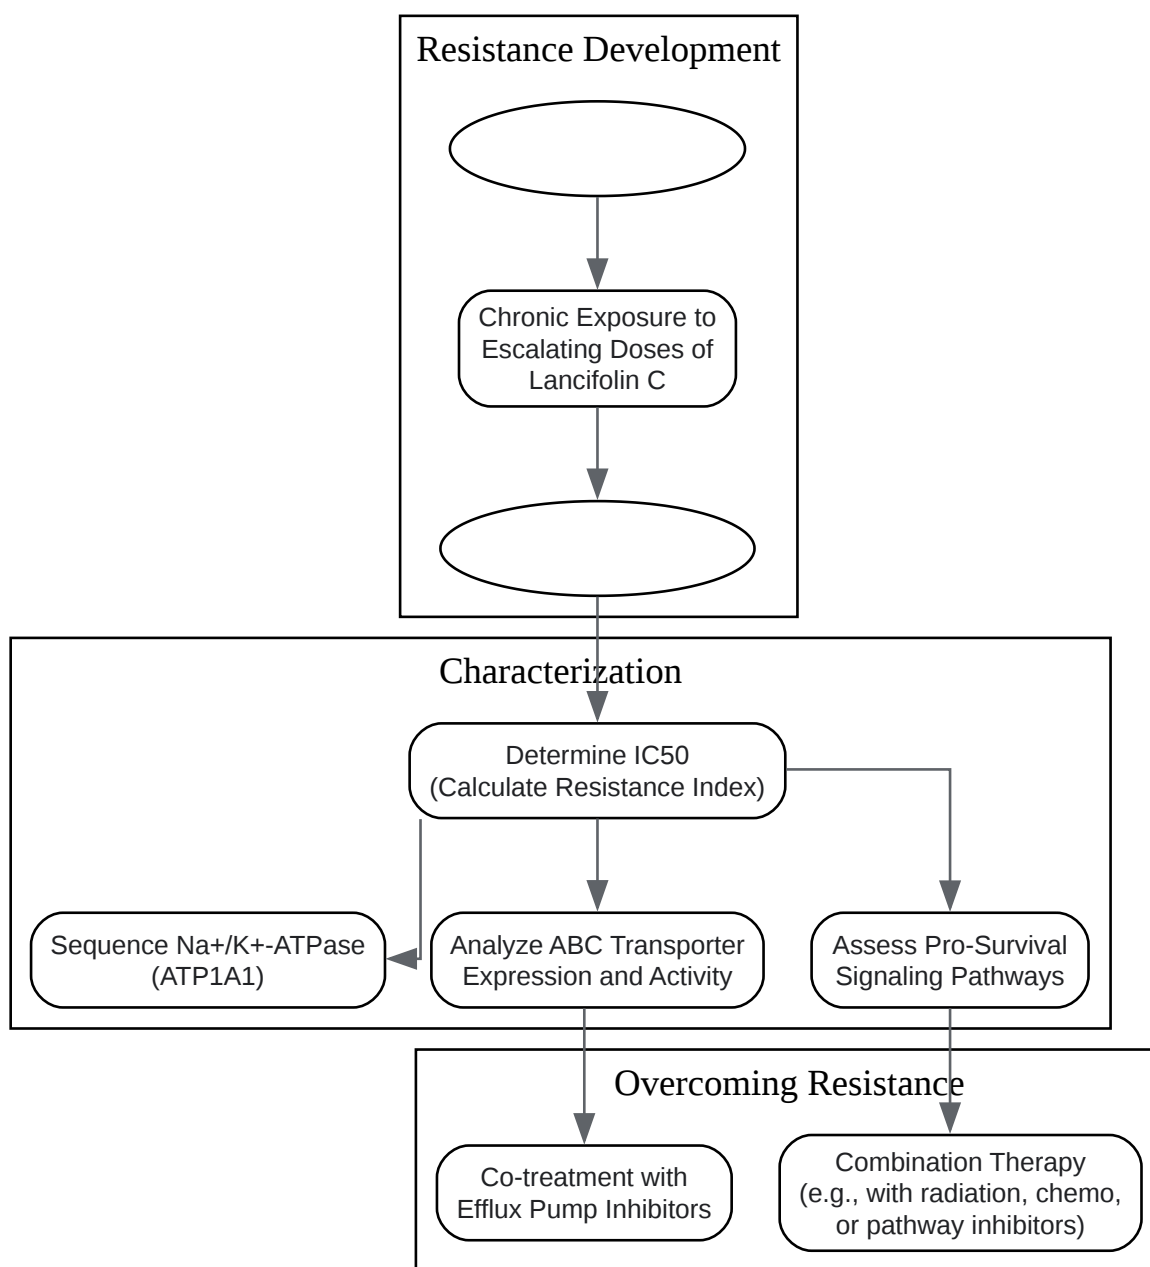 Resistance Development
Chronic Exposure to
Escalating Doses of
Lancifolin C
Characterization
Determine IC50
(Calculate Resistance Index)
Sequence Na+/K+-ATPase
(ATP1A1)
Analyze ABC Transporter
Expression and Activity
Assess Pro-Survival
Signaling Pathways
Overcoming Resistance
Co-treatment with
Efflux Pump Inhibitors
Combination Therapy
(e.g., with radiation, chemo,
or pathway inhibitors)